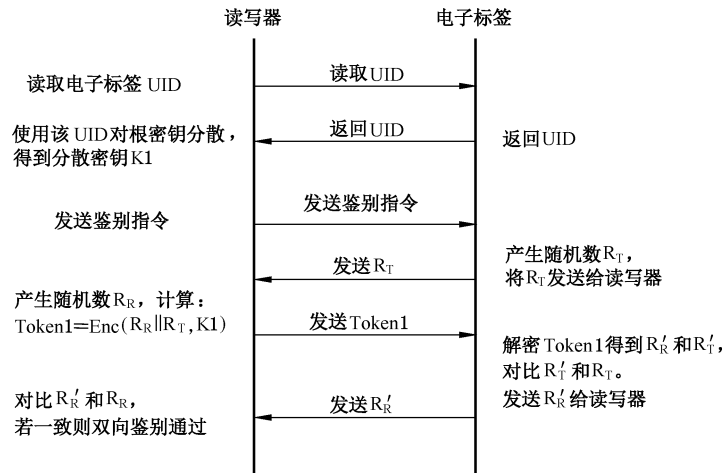 读写器
电子标签
读取电子标签 UID
读取UID
使用该 UID对根密钥分散，
得到分散密钥K1
返回UID
返回UID
发送鉴别指令
发送鉴别指令
产生随机数R_T，
将R_T发送给读写器
发送 R_T
产生随机数R_R，计算：
Token1=Enc(R_R||R_T,K1)
发送Token1
解密Token1得到R_R′和R_T′，
对比R_T′和R_T。
发送R_R′给读写器
对比R_R′和R_R，
若一致则双向鉴别通过
发送R_R′